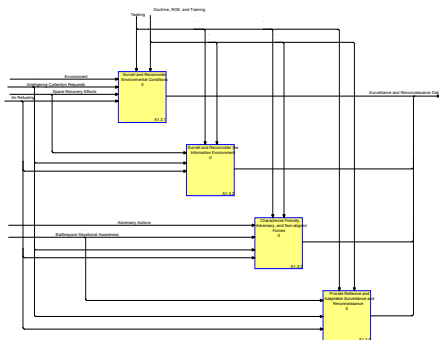 Doctrine, ROE, and Training
Tasking
Environment
Intelligence Collection Requests
Space Recovery Effects
Air Refueling
Surveil and Reconnoiter
Environmental Conditions
0
A1.3.1
Surveillance and Reconnaissance Data
Surveil and Reconnoiter the
Information Environment
0
A1.3.2
Adversary Actions
Battlespace Situational Awareness
Characterize Friendly,
Adversary, and Non-aligned
Forces
0
A1.3.3
Provide Reflexive and
Adaptable Surveillance and
Reconnaissance
0
A1.3.4